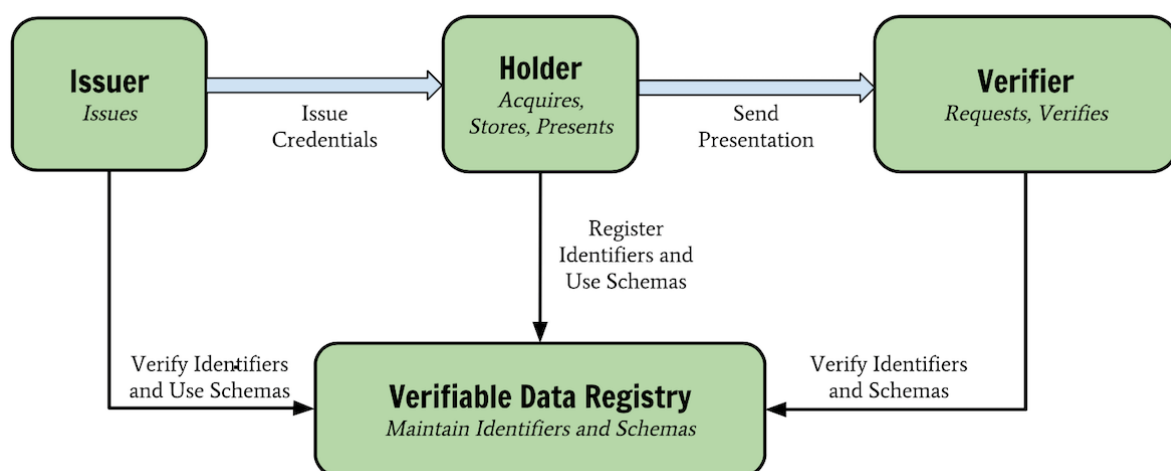 Issuer
Issues
Issue
Credentials
Holder
Acquires,
Stores, Presents
Send
Presentation
Verifier
Requests, Verifies
Register
Identifiers and
Use Schemas
Verify Identifiers
and Use Schemas
Verifiable Data Registry
Maintain Identifiers and Schemas
Verify Identifiers
and Schemas